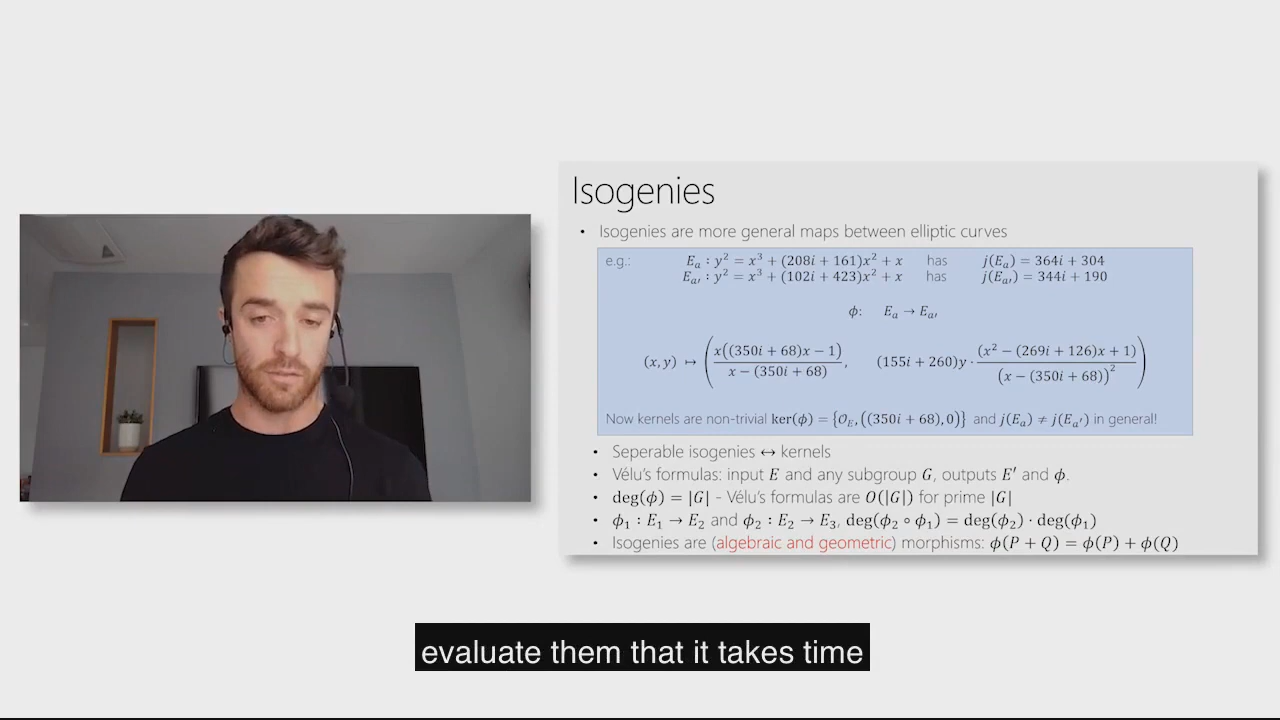 Isogenies
• Isogenies are more general maps between elliptic curves
e.g.: E_a : y² = x³ + (208i + 161)x² + x has j(E_a) = 364i + 304
E_a′ : y² = x³ + (102i + 423)x² + x has j(E_a′) = 344i + 190
ϕ: E_a → E_a′
(x, y) ↦ ( x((350i + 68)x − 1) / x − (350i + 68) , (155i + 260)y · (x² − (269i + 126)x + 1) / (x − (350i + 68))² )
Now kernels are non-trivial ker(ϕ) = {𝒪_E, ((350i + 68), 0)} and j(E_a) ≠ j(E_a′) in general!
• Seperable isogenies ↔ kernels
• Vélu’s formulas: input E and any subgroup G, outputs E′ and ϕ.
• deg(ϕ) = |G| - Vélu’s formulas are O(|G|) for prime |G|
• ϕ₁ : E₁ → E₂ and ϕ₂ : E₂ → E₃, deg(ϕ₂ ∘ ϕ₁) = deg(ϕ₂) · deg(ϕ₁)
• Isogenies are (algebraic and geometric) morphisms: ϕ(P + Q) = ϕ(P) + ϕ(Q)
evaluate them that it takes time